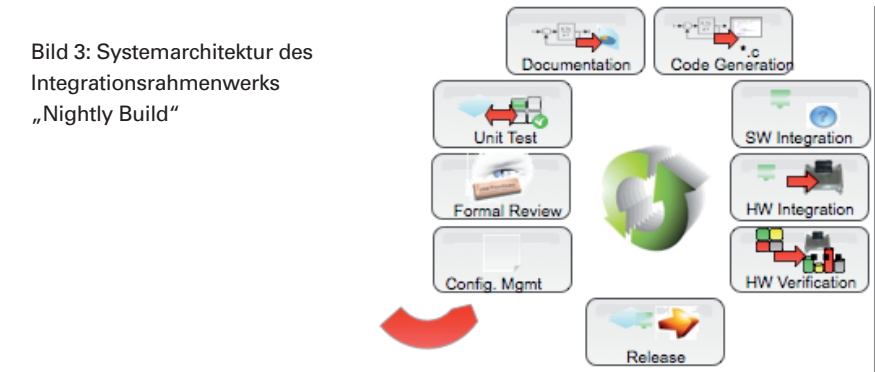 Bild 3: Systemarchitektur des
Integrationsrahmenwerks
„Nightly Build“
Documentation
*.c
Code Generation
Unit Test
SW Integration
?
Formal Review
HW Integration
Config. Mgmt
HW Verification
Release